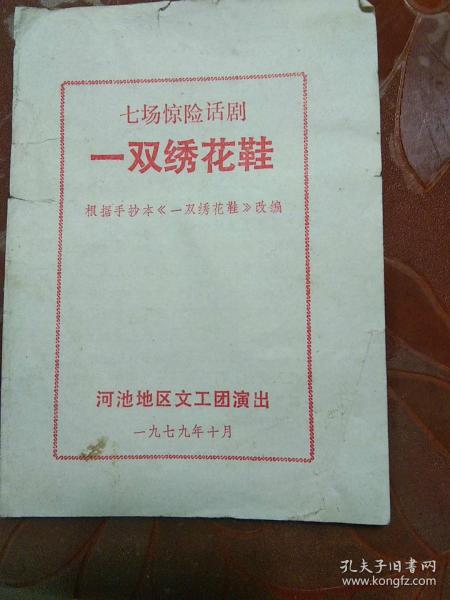 七场惊险话剧
一双绣花鞋
根据手抄本《一双绣花鞋》改编
河池地区文工团演出
一九七九年十月
孔夫子旧书网
www.kongfz.com